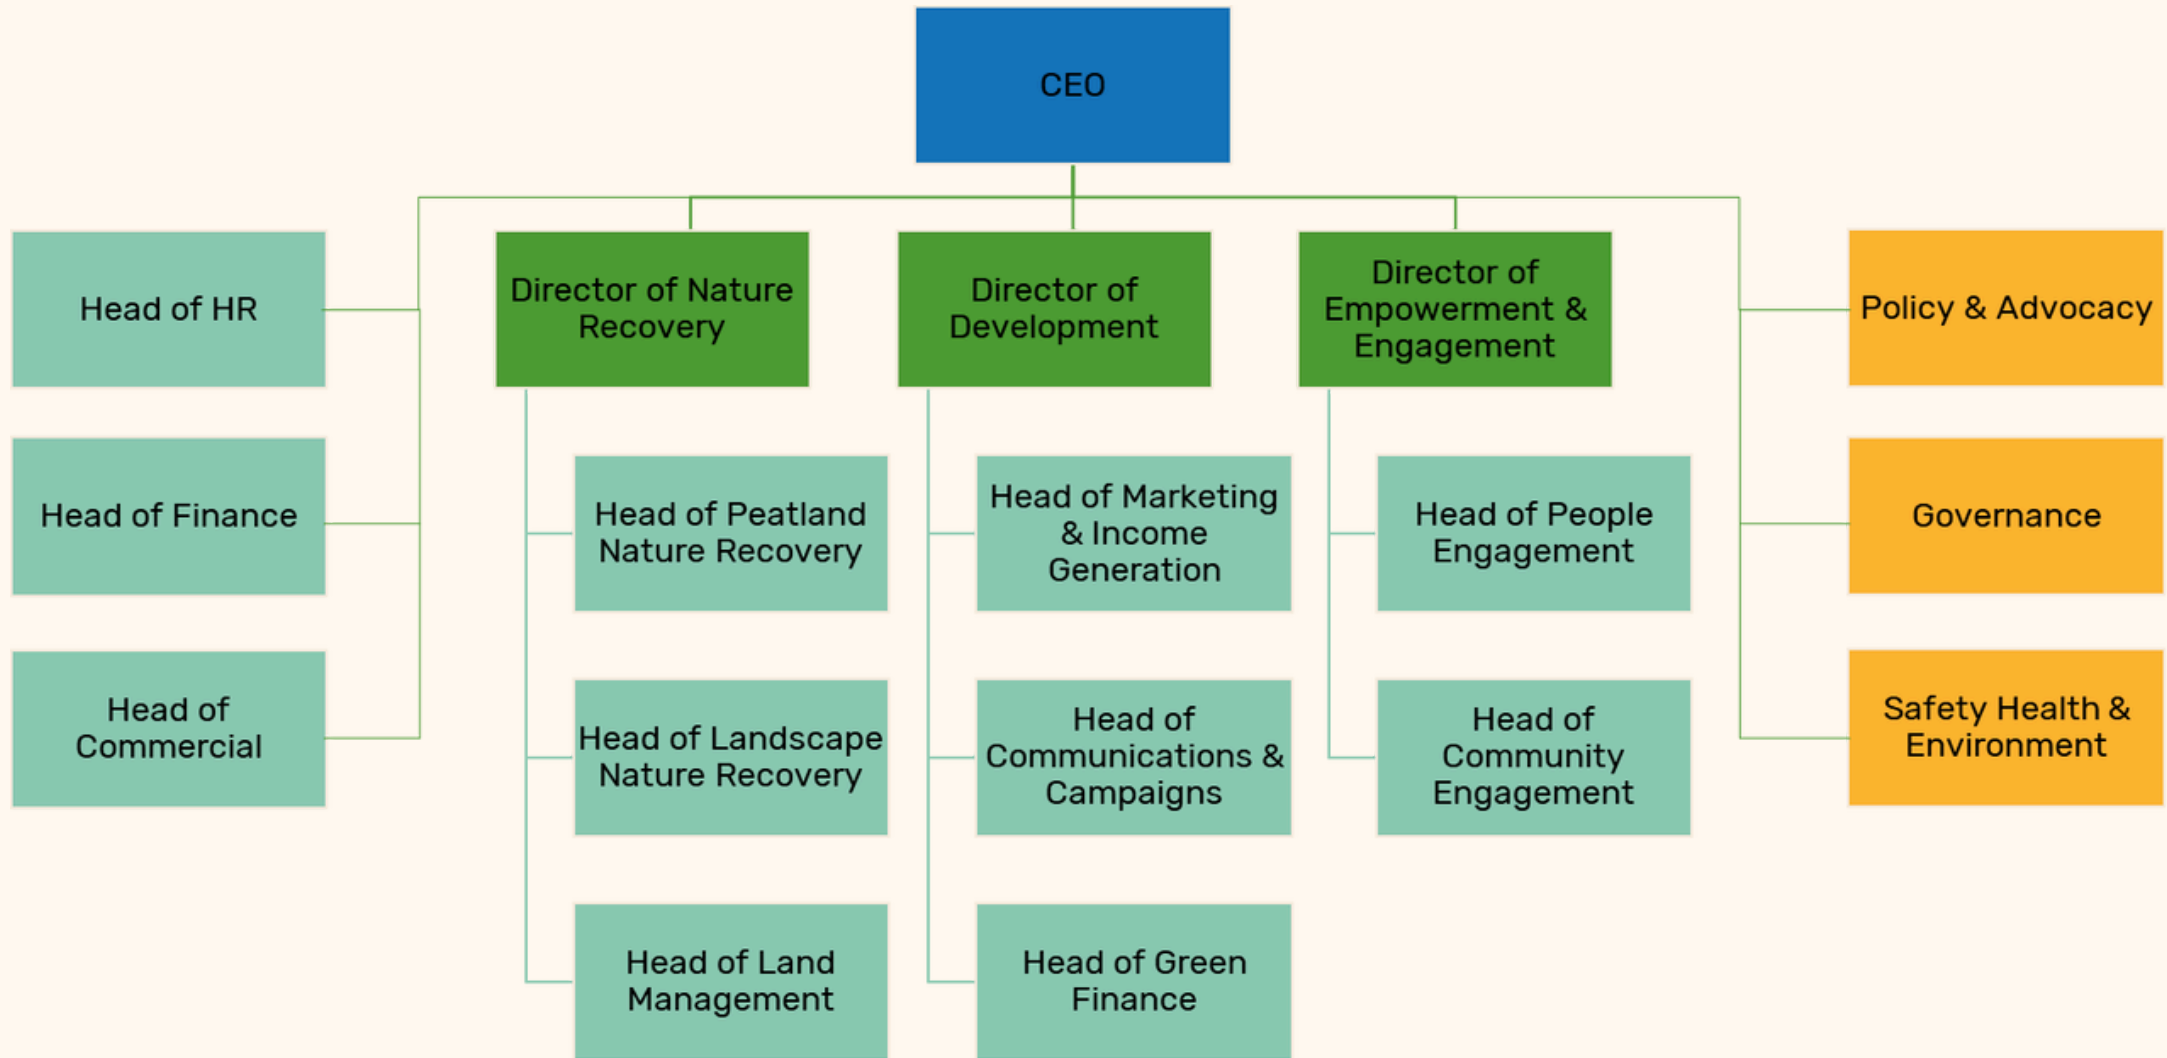 CEO
Head of HR
Director of Nature
Recovery
Director of
Development
Director of
Empowerment &
Engagement
Policy & Advocacy
Head of Finance
Head of Peatland
Nature Recovery
Head of Marketing
& Income
Generation
Head of People
Engagement
Governance
Head of
Commercial
Head of Landscape
Nature Recovery
Head of
Communications &
Campaigns
Head of
Community
Engagement
Safety Health &
Environment
Head of Land
Management
Head of Green
Finance